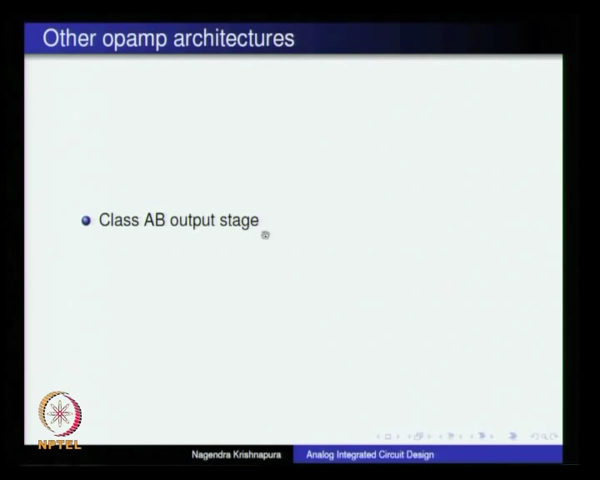 Other opamp architectures
Class AB output stage
NPTEL
Nagendra Krishnapura
Analog Integrated Circuit Design